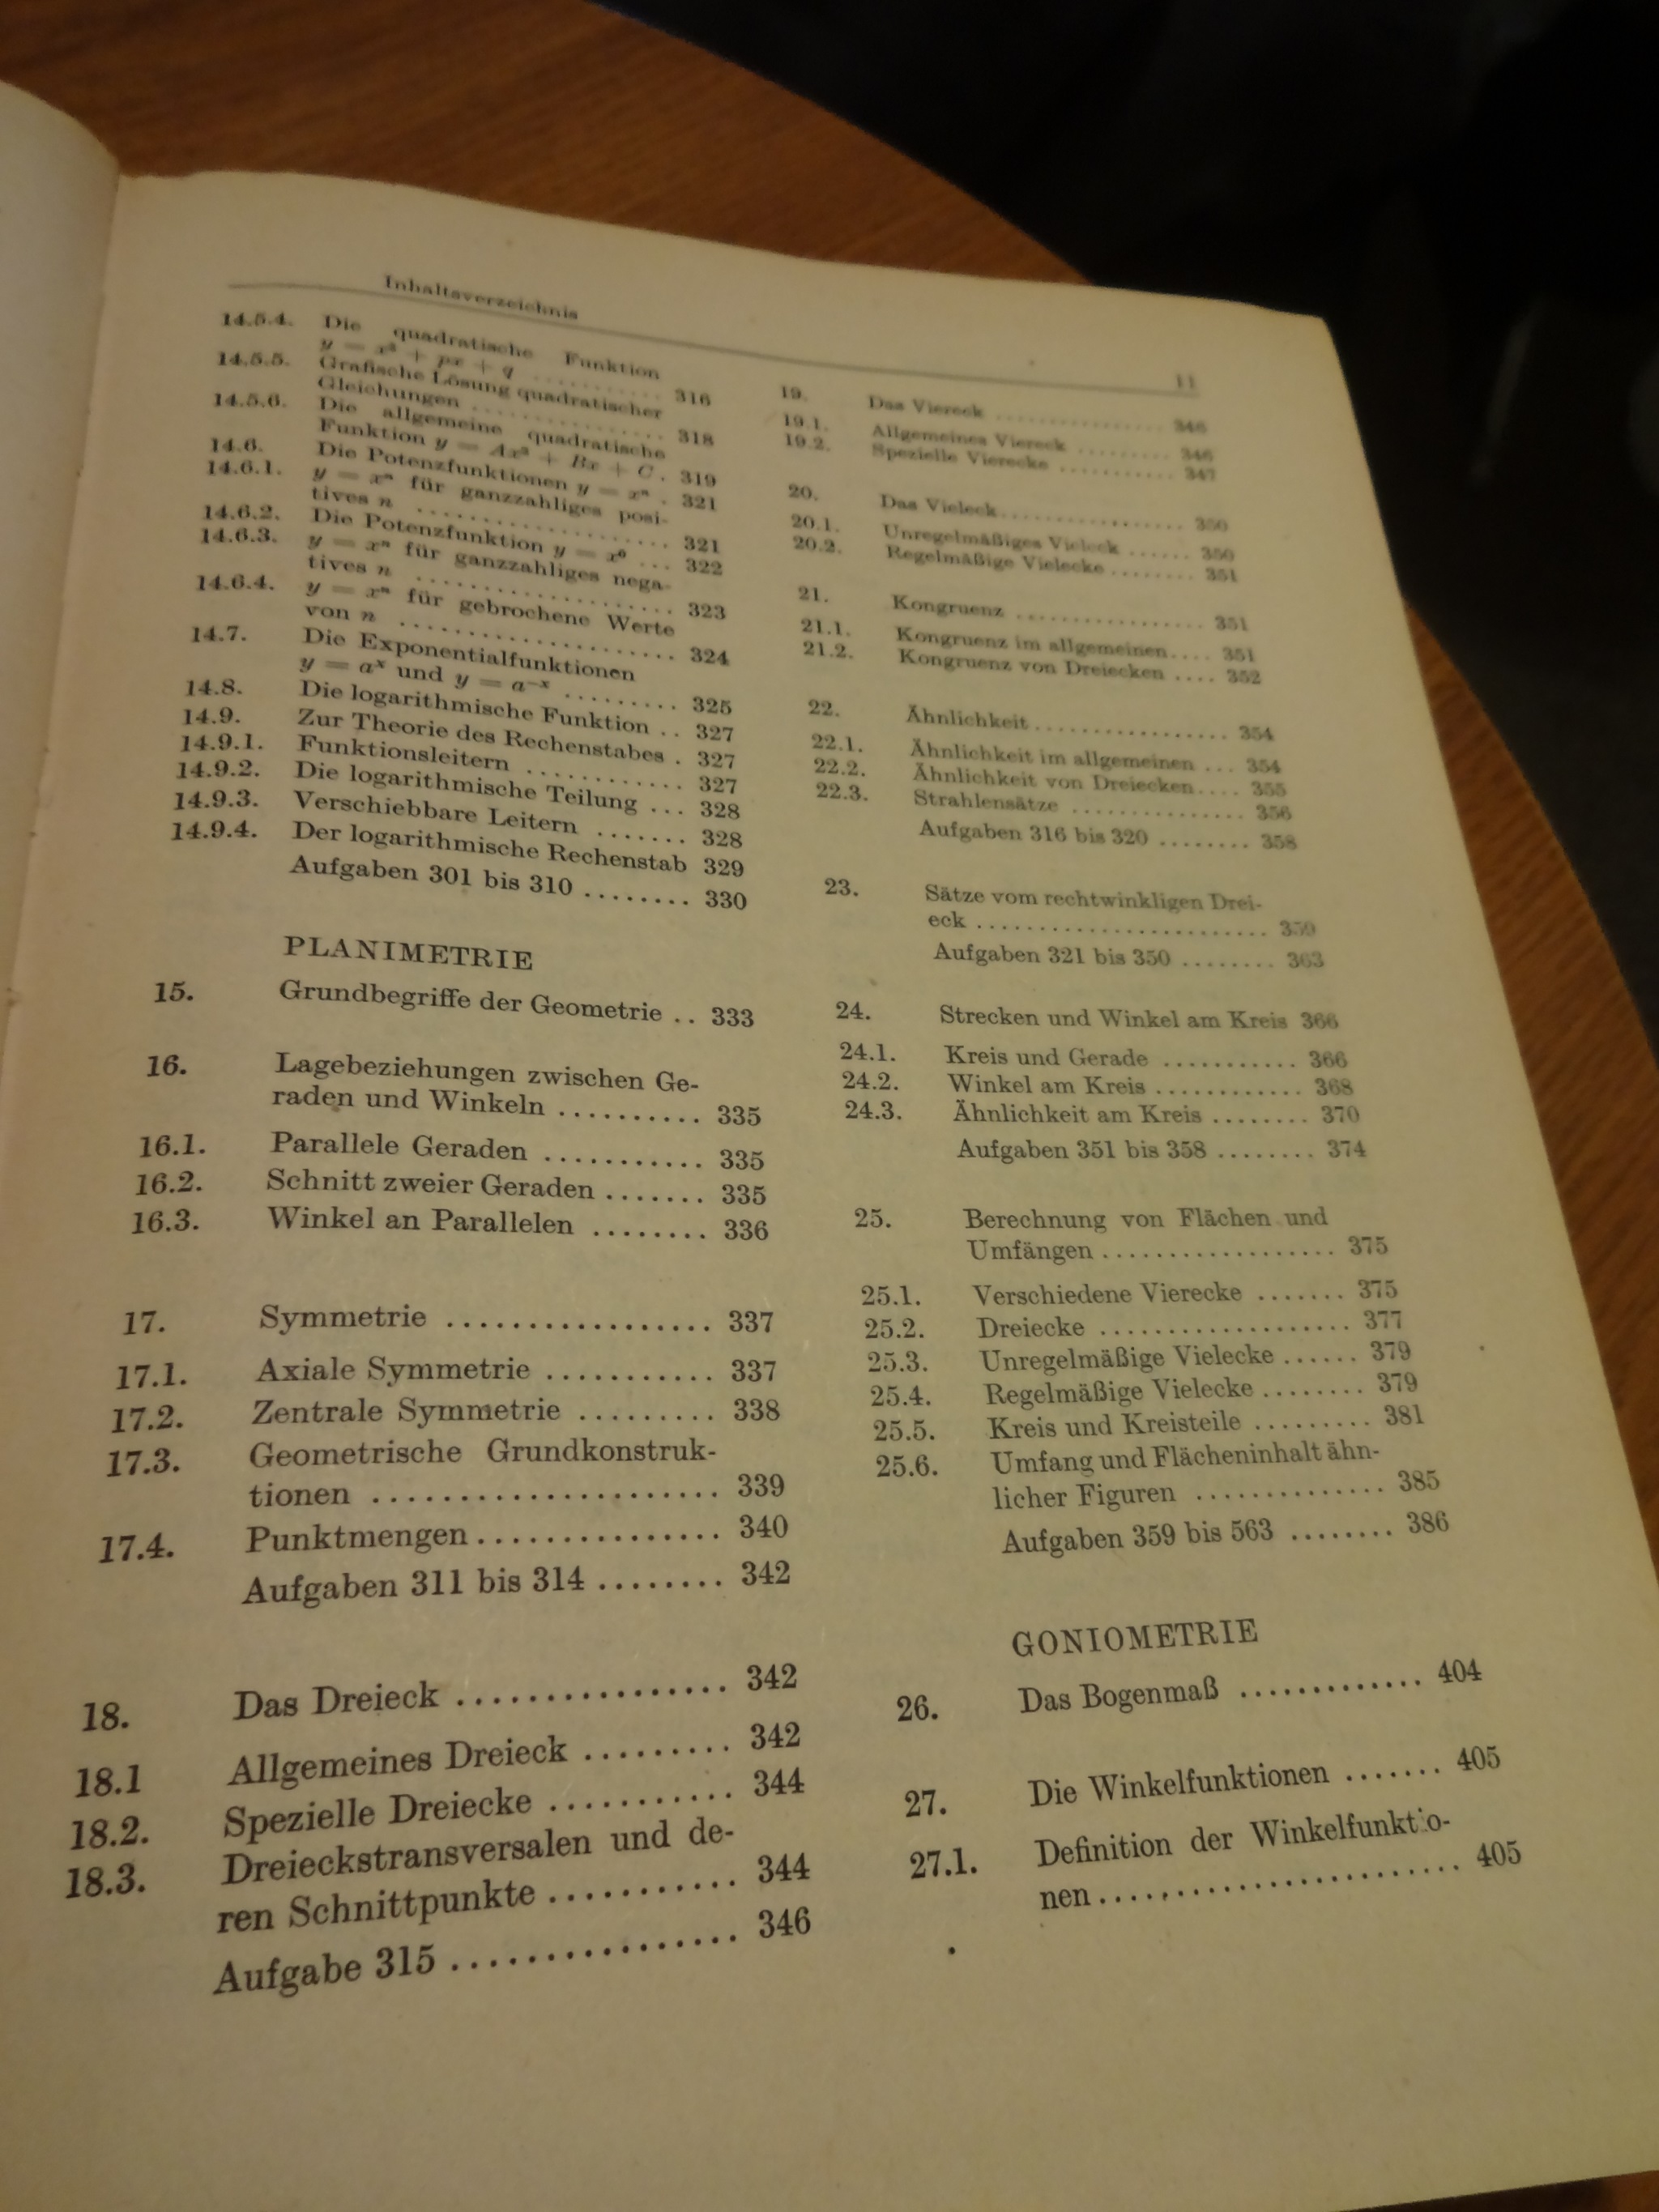 Inhaltsverzeichnis 11
14.5.4. Die quadratische Funktion
y = x² + px + q .......... 316
14.5.5. Grafische Lösung quadratischer
Gleichungen .............. 318
14.5.6. Die allgemeine quadratische
Funktion y = Ax² + Bx + C . 319
14.6. Die Potenzfunktionen y = xⁿ . 321
14.6.1. y = xⁿ für ganzzahliges posi-
tives n .................. 321
14.6.2. Die Potenzfunktion y = x⁰ ... 322
14.6.3. y = xⁿ für ganzzahliges nega-
tives n .................. 323
14.6.4. y = xⁿ für gebrochene Werte
von n .................... 324
14.7. Die Exponentialfunktionen
y = aˣ und y = a⁻ˣ ......... 325
14.8. Die logarithmische Funktion .. 327
14.9. Zur Theorie des Rechenstabes . 327
14.9.1. Funktionsleitern ............ 327
14.9.2. Die logarithmische Teilung ... 328
14.9.3. Verschiebbare Leitern ....... 328
14.9.4. Der logarithmische Rechenstab 329
Aufgaben 301 bis 310 ........ 330
PLANIMETRIE
15. Grundbegriffe der Geometrie .. 333
16. Lagebeziehungen zwischen Ge-
raden und Winkeln .......... 335
16.1. Parallele Geraden ........... 335
16.2. Schnitt zweier Geraden ....... 335
16.3. Winkel an Parallelen ........ 336
17. Symmetrie ................. 337
17.1. Axiale Symmetrie ........... 337
17.2. Zentrale Symmetrie ......... 338
17.3. Geometrische Grundkonstruk-
tionen ..................... 339
17.4. Punktmengen ............... 340
Aufgaben 311 bis 314 ........ 342
18. Das Dreieck ................ 342
18.1 Allgemeines Dreieck ......... 342
18.2. Spezielle Dreiecke ........... 344
18.3. Dreieckstransversalen und de-
ren Schnittpunkte ........... 344
Aufgabe 315 ................ 346
19. Das Viereck ................ 346
19.1. Allgemeines Viereck ......... 346
19.2. Spezielle Vierecke ........... 347
20. Das Vieleck ................ 350
20.1. Unregelmäßiges Vieleck ...... 350
20.2. Regelmäßige Vielecke ........ 351
21. Kongruenz ................. 351
21.1. Kongruenz im allgemeinen .... 351
21.2. Kongruenz von Dreiecken .... 352
22. Ähnlichkeit ................. 354
22.1. Ähnlichkeit im allgemeinen ... 354
22.2. Ähnlichkeit von Dreiecken .... 355
22.3. Strahlensätze ............... 356
Aufgaben 316 bis 320 ........ 358
23. Sätze vom rechtwinkligen Drei-
eck ........................ 359
Aufgaben 321 bis 350 ........ 363
24. Strecken und Winkel am Kreis 366
24.1. Kreis und Gerade ........... 366
24.2. Winkel am Kreis ............ 368
24.3. Ähnlichkeit am Kreis ........ 370
Aufgaben 351 bis 358 ........ 374
25. Berechnung von Flächen und
Umfängen .................. 375
25.1. Verschiedene Vierecke ....... 375
25.2. Dreiecke ................... 377
25.3. Unregelmäßige Vielecke ...... 379
25.4. Regelmäßige Vielecke ........ 379
25.5. Kreis und Kreisteile ......... 381
25.6. Umfang und Flächeninhalt ähn-
licher Figuren .............. 385
Aufgaben 359 bis 563 ........ 386
GONIOMETRIE
26. Das Bogenmaß ............. 404
27. Die Winkelfunktionen ....... 405
27.1. Definition der Winkelfunktio-
nen ........................ 405